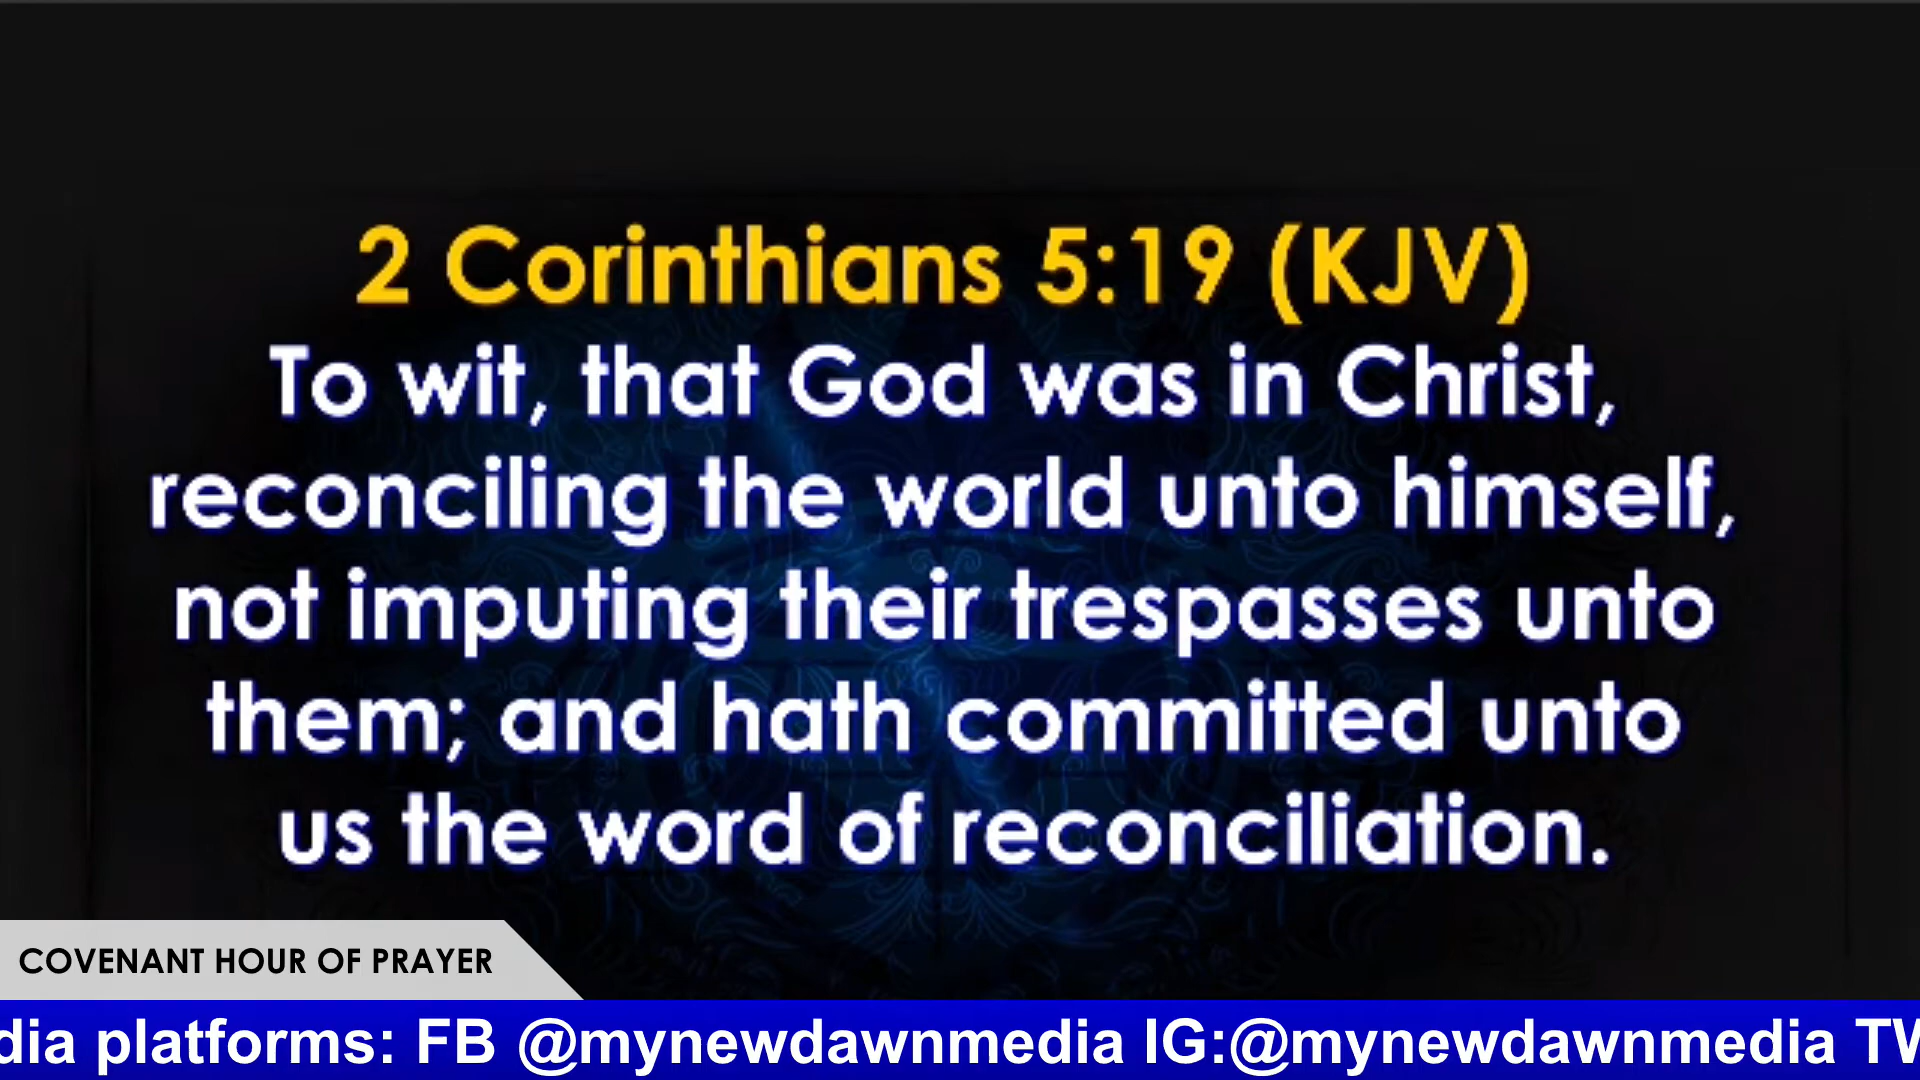 2 Corinthians 5:19 (KJV)
To wit, that God was in Christ,
reconciling the world unto himself,
not imputing their trespasses unto
them; and hath committed unto
us the word of reconciliation.
COVENANT HOUR OF PRAYER
dia platforms: FB @mynewdawnmedia IG:@mynewdawnmedia TW